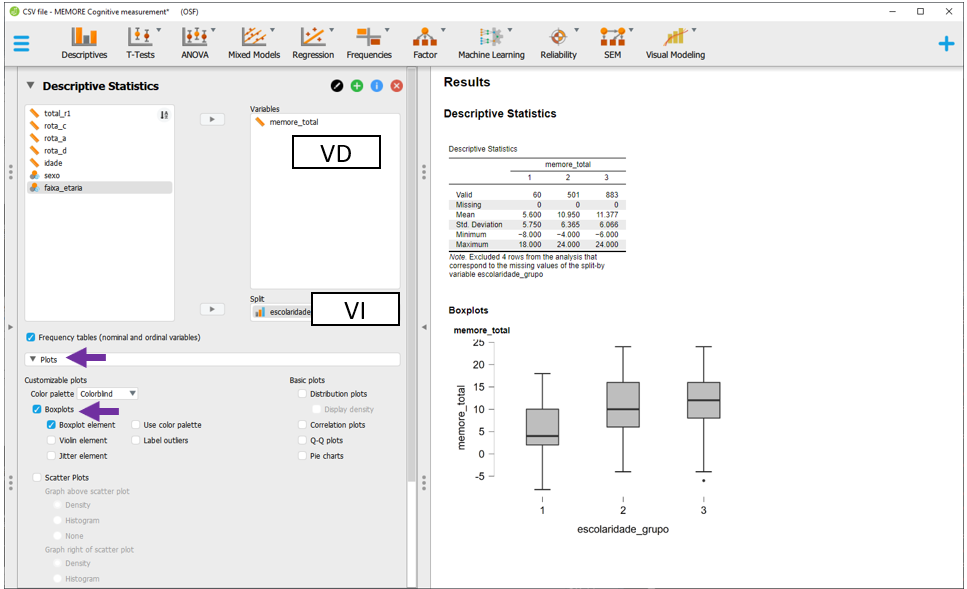 CSV file - MEMORE Cognitive measurement* (OSF)
Descriptives T-Tests ANOVA Mixed Models Regression Frequencies Factor Machine Learning Reliability SEM Visual Modeling
Descriptive Statistics
total_r1
rota_c
rota_a
rota_d
idade
sexo
faixa_etaria
Variables
memore_total
VD
Split
escolaridade
VI
Frequency tables (nominal and ordinal variables)
Plots
Customizable plots
Color palette Colorblind
Boxplots
Boxplot element Use color palette
Violin element Label outliers
Jitter element
Scatter Plots
Graph above scatter plot
Density
Histogram
None
Graph right of scatter plot
Density
Histogram
Basic plots
Distribution plots
Display density
Correlation plots
Q-Q plots
Pie charts
Results
Descriptive Statistics
Descriptive Statistics
memore_total
1 2 3
Valid 60 501 883
Missing 0 0 0
Mean 5.600 10.950 11.377
Std. Deviation 5.750 6.365 6.066
Minimum −8.000 −4.000 −6.000
Maximum 18.000 24.000 24.000
Note. Excluded 4 rows from the analysis that
correspond to the missing values of the split-by
variable escolaridade_grupo
Boxplots
memore_total
memore_total
25
20
15
10
5
0
-5
1 2 3
escolaridade_grupo